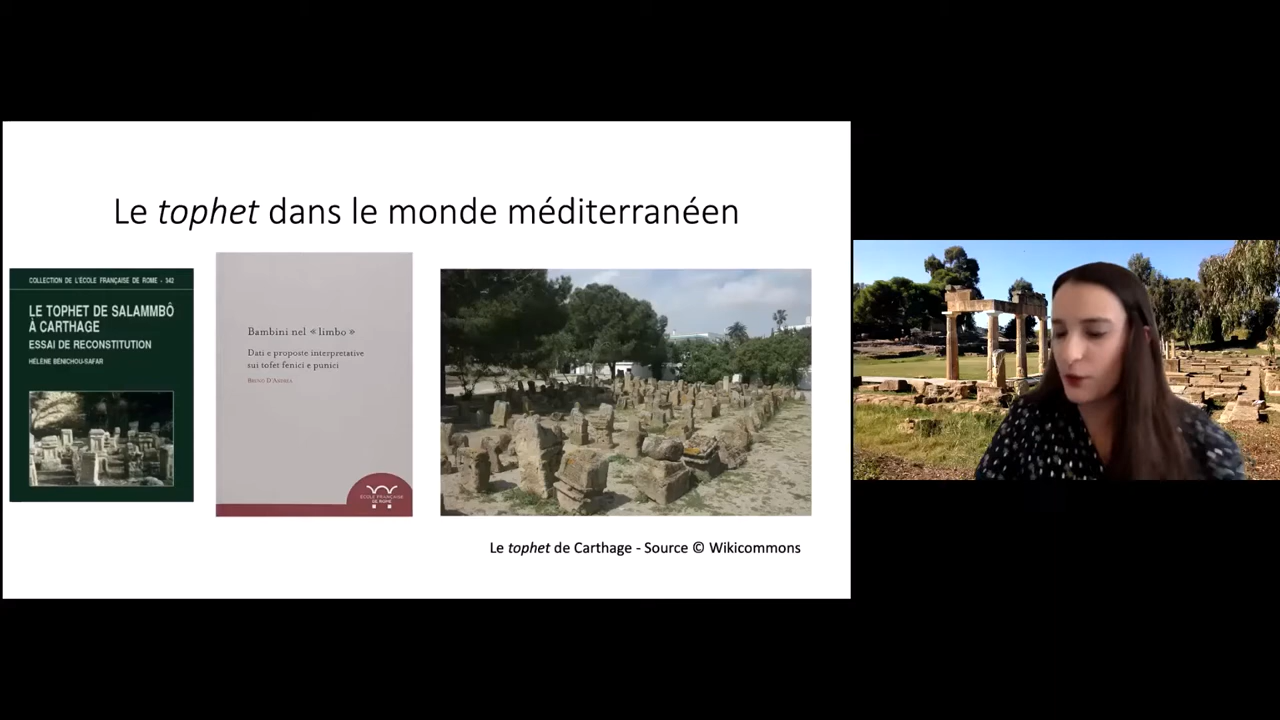 Le tophet dans le monde méditerranéen
COLLECTION DE L'ÉCOLE FRANÇAISE DE ROME - 342
LE TOPHET DE SALAMMBÔ
À CARTHAGE
ESSAI DE RECONSTITUTION
HÉLÈNE BÉNICHOU-SAFAR
Bambini nel « limbo »
Dati e proposte interpretative
sui tofet fenici e punici
BRUNO D'ANDREA
ÉCOLE FRANÇAISE
DE ROME
Le tophet de Carthage - Source © Wikicommons